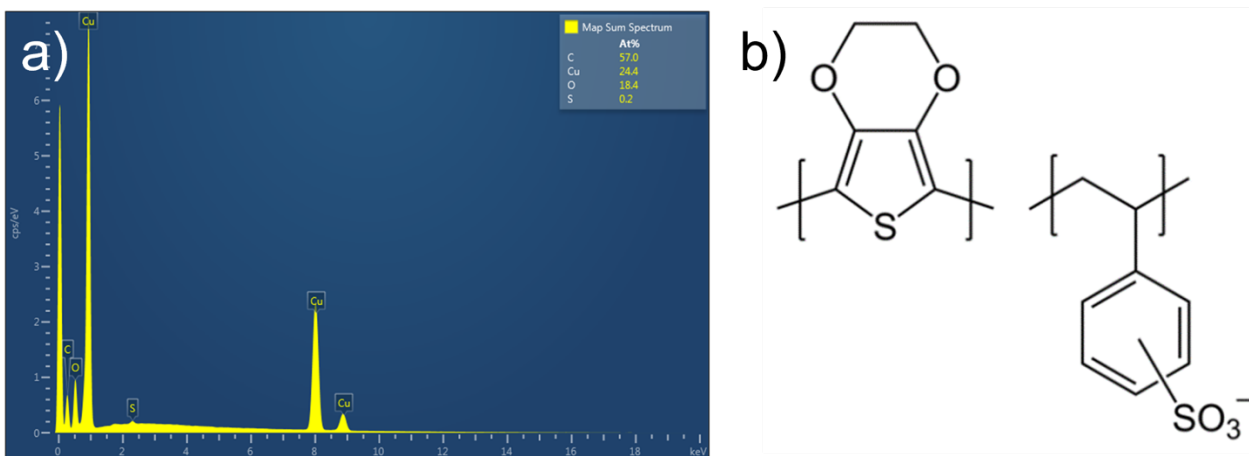 a)
Cu
Map Sum Spectrum
At%
C 57.0
Cu 24.4
O 18.4
S 0.2
6
5
4
3
2
1
0
cps/eV
C
O
S
Cu
Cu
0 2 4 6 8 10 12 14 16 18 keV
b)
O O
S
SO₃⁻